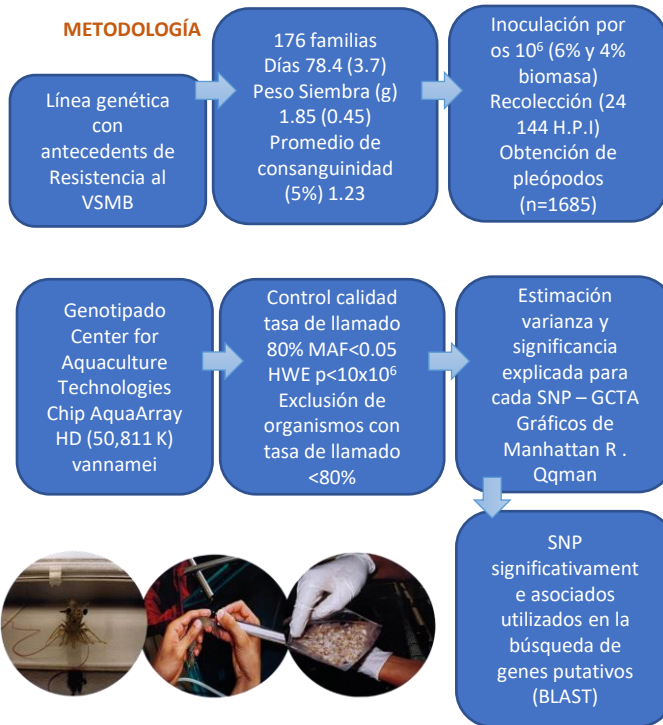 METODOLOGÍA
Línea genética
con
antecedents de
Resistencia al
VSMB
176 familias
Días 78.4 (3.7)
Peso Siembra (g)
1.85 (0.45)
Promedio de
consanguinidad
(5%) 1.23
Inoculación por
os 10⁶ (6% y 4%
biomasa)
Recolección (24
144 H.P.I)
Obtención de
pleópodos
(n=1685)
Genotipado
Center for
Aquaculture
Technologies
Chip AquaArray
HD (50,811 K)
vannamei
Control calidad
tasa de llamado
80% MAF<0.05
HWE p<10x10⁶
Exclusión de
organismos con
tasa de llamado
<80%
Estimación
varianza y
significancia
explicada para
cada SNP – GCTA
Gráficos de
Manhattan R .
Qqman
SNP
significativament
e asociados
utilizados en la
búsqueda de
genes putativos
(BLAST)